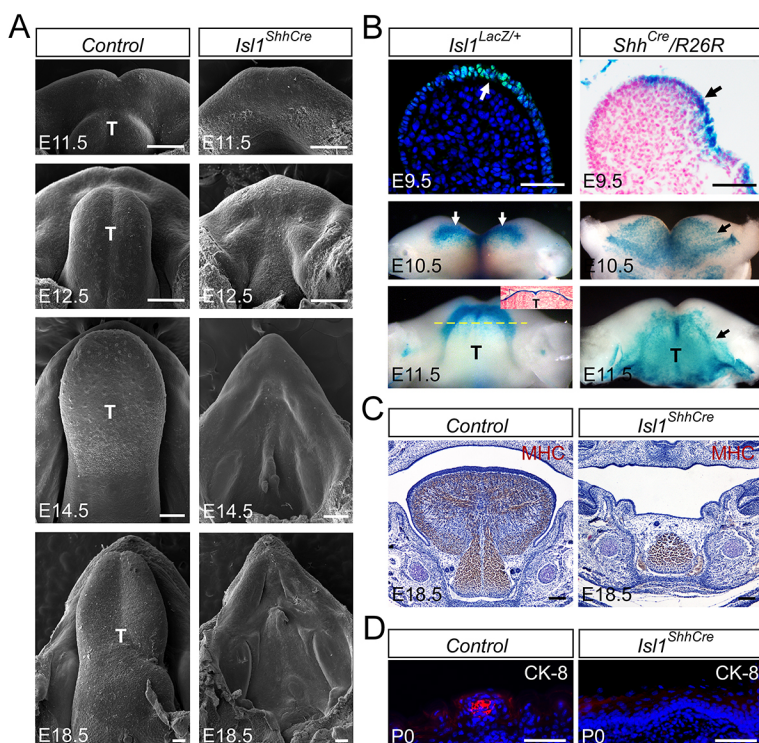 A
Control
Isl1ShhCre
T
E11.5
E11.5
T
E12.5
E12.5
T
E14.5
E14.5
T
E18.5
E18.5
B
Isl1LacZ/+
ShhCre/R26R
E9.5
E9.5
E10.5
E10.5
T
T
E11.5
T
E11.5
C
Control
Isl1ShhCre
MHC
MHC
E18.5
E18.5
D
Control
Isl1ShhCre
CK-8
CK-8
P0
P0